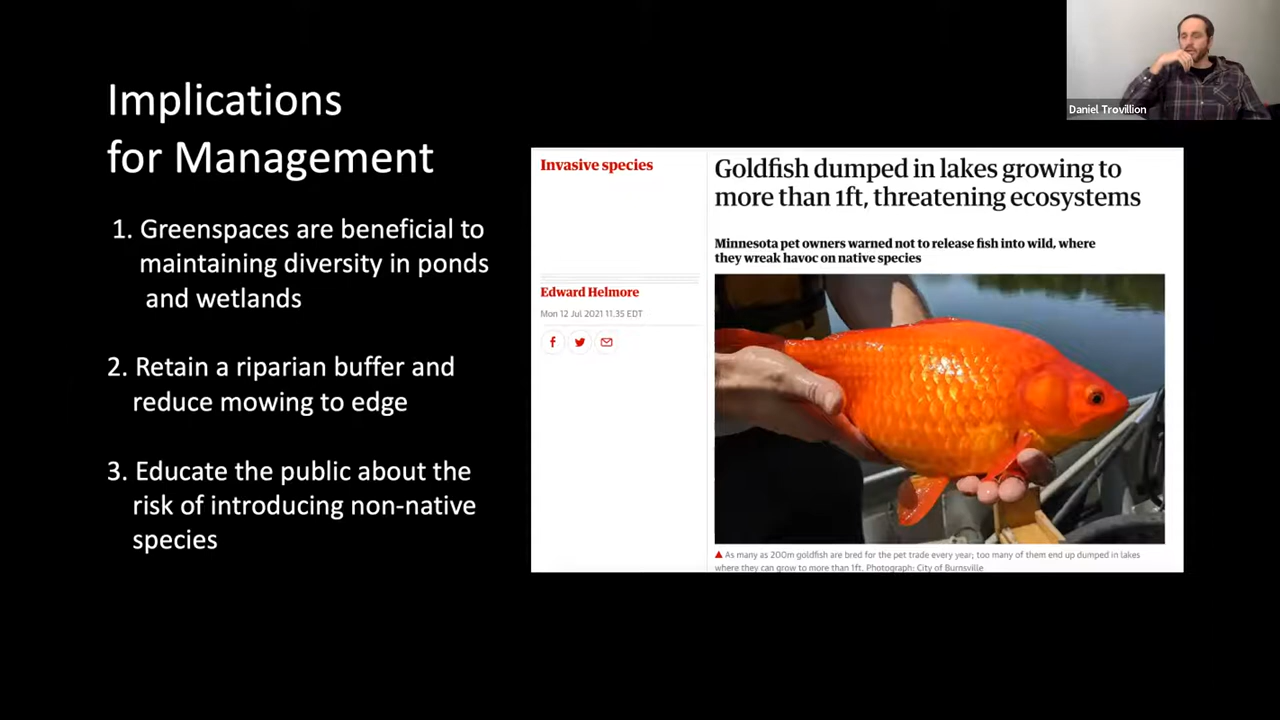 Implications
for Management
1. Greenspaces are beneficial to
maintaining diversity in ponds
and wetlands
2. Retain a riparian buffer and
reduce mowing to edge
3. Educate the public about the
risk of introducing non-native
species
Invasive species
Edward Helmore
Mon 12 Jul 2021 11.35 EDT
Goldfish dumped in lakes growing to
more than 1ft, threatening ecosystems
Minnesota pet owners warned not to release fish into wild, where
they wreak havoc on native species
As many as 200m goldfish are bred for the pet trade every year; too many of them end up dumped in lakes
where they can grow to more than 1ft. Photograph: City of Burnsville
Daniel Trovillion